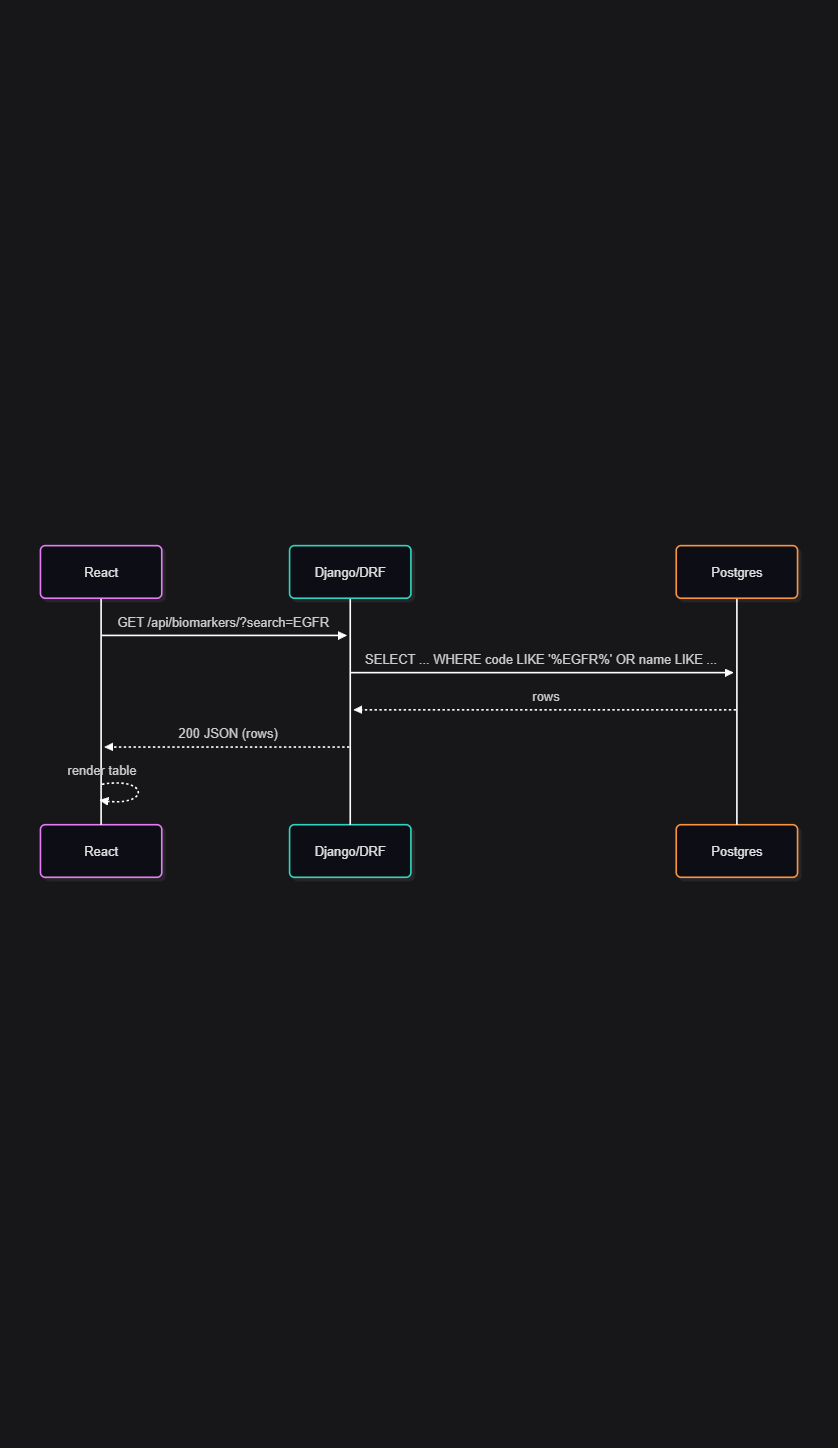 React
Django/DRF
Postgres
GET /api/biomarkers/?search=EGFR
SELECT ... WHERE code LIKE '%EGFR%' OR name LIKE ...
rows
200 JSON (rows)
render table
React
Django/DRF
Postgres